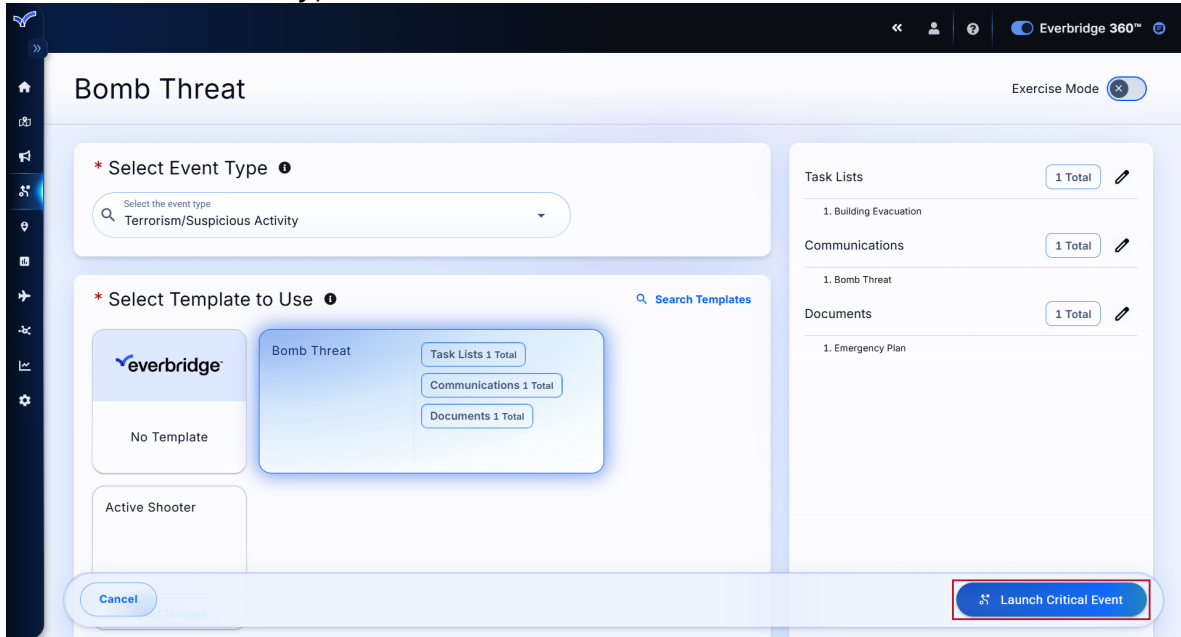 Everbridge 360™
Bomb Threat
Exercise Mode
* Select Event Type
Select the event type
Terrorism/Suspicious Activity
* Select Template to Use
Search Templates
everbridge
No Template
Bomb Threat
Task Lists 1 Total
Communications 1 Total
Documents 1 Total
Active Shooter
Task Lists
1 Total
1. Building Evacuation
Communications
1 Total
1. Bomb Threat
Documents
1 Total
1. Emergency Plan
Cancel
Launch Critical Event